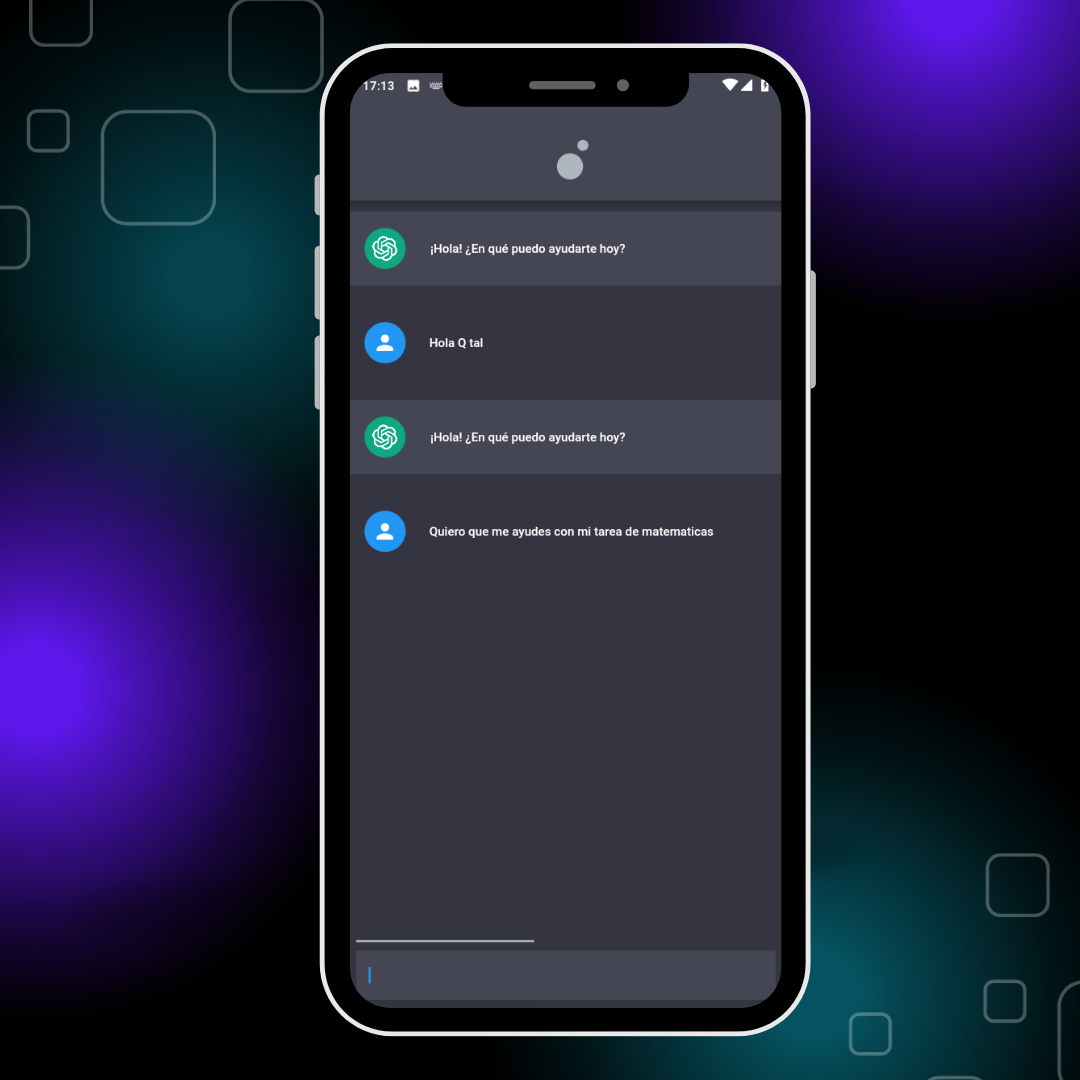 17:13
¡Hola! ¿En qué puedo ayudarte hoy?
Hola Q tal
¡Hola! ¿En qué puedo ayudarte hoy?
Quiero que me ayudes con mi tarea de matematicas